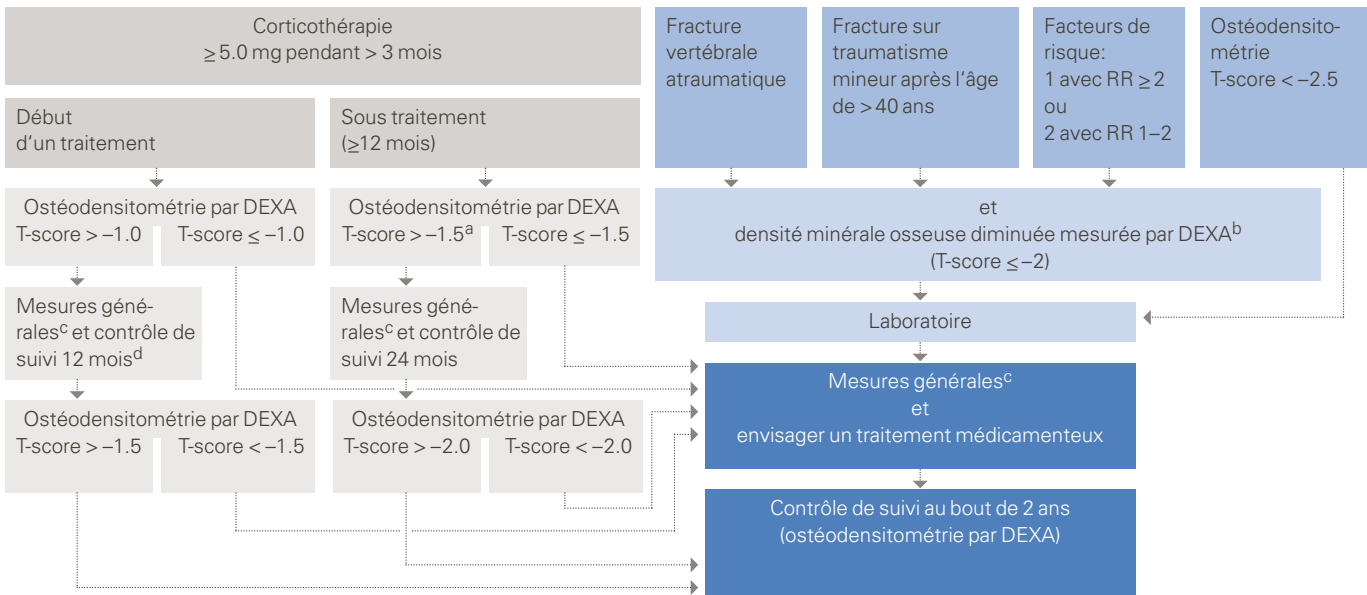 Corticothérapie
≥ 5.0 mg pendant > 3 mois
Début
d’un traitement
Sous traitement
(≥12 mois)
Ostéodensitométrie par DEXA
T-score > –1.0
T-score ≤ –1.0
Ostéodensitométrie par DEXA
T-score > –1.5a
T-score ≤ –1.5
Mesures géné-
ralesc et contrôle de
suivi 12 moisd
Mesures géné-
ralesc et contrôle de
suivi 24 mois
Ostéodensitométrie par DEXA
T-score > –1.5
T-score < –1.5
Ostéodensitométrie par DEXA
T-score > –2.0
T-score < –2.0
Fracture
vertébrale
atraumatique
Fracture sur
traumatisme
mineur après l‘âge
de > 40 ans
Facteurs de
risque:
1 avec RR ≥ 2
ou
2 avec RR 1–2
Ostéodensito-
métrie
T-score < –2.5
et
densité minérale osseuse diminuée mesurée par DEXAb
(T-score ≤ –2)
Laboratoire
Mesures généralesc
et
envisager un traitement médicamenteux
Contrôle de suivi au bout de 2 ans
(ostéodensitométrie par DEXA)